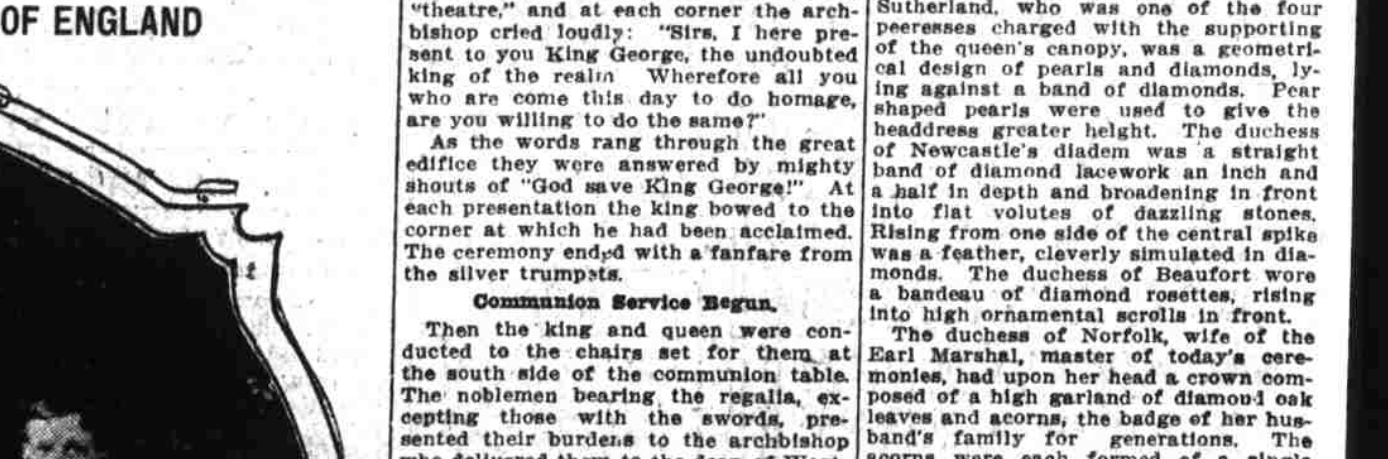 OF ENGLAND
"theatre," and at each corner the arch-
bishop cried loudly: "Sirs, I here pre-
sent to you King George, the undoubted
king of the realm Wherefore all you
who are come this day to do homage,
are you willing to do the same?"
As the words rang through the great
edifice they were answered by mighty
shouts of "God save King George!" At
each presentation the king bowed to the
corner at which he had been acclaimed.
The ceremony ended with a fanfare from
the silver trumpets.
Communion Service Begun.
Then the king and queen were con-
ducted to the chairs set for them at
the south side of the communion table.
The noblemen bearing the regalia, ex-
cepting those with the swords, pre-
sented their burdens to the archbishop
who delivered them to the dean of West-
Sutherland, who was one of the four
peeresses charged with the supporting
of the queen's canopy, was a geometri-
cal design of pearls and diamonds, ly-
ing against a band of diamonds. Pear
shaped pearls were used to give the
headdress greater height. The duchess
of Newcastle's diadem was a straight
band of diamond lacework an inch and
a half in depth and broadening in front
into flat volutes of dazzling stones.
Rising from one side of the central spike
was a feather, cleverly simulated in dia-
monds. The duchess of Beaufort wore
a bandeau of diamond rosettes, rising
into high ornamental scrolls in front.
The duchess of Norfolk, wife of the
Earl Marshal, master of today's cere-
monies, had upon her head a crown com-
posed of a high garland of diamond oak
leaves and acorns, the badge of her hus-
band's family for generations. The
acorns were each formed of a single